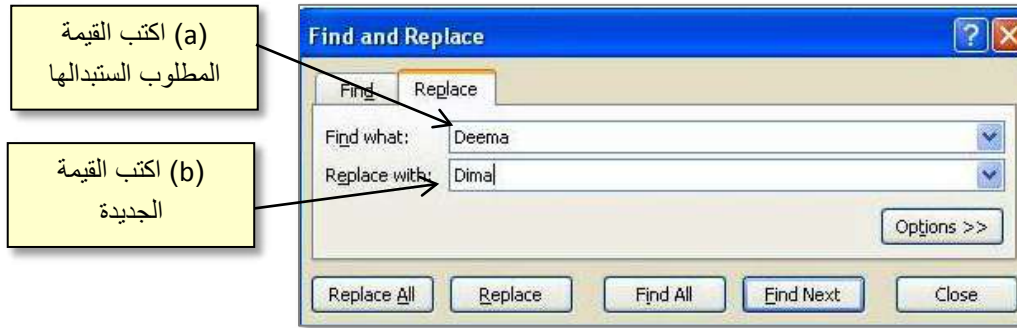 (a) اكتب القيمة
المطلوب الستبدالها
(b) اكتب القيمة
الجديدة
Find and Replace
Find Replace
Find what: Deema
Replace with: Dima
Options >>
Replace All Replace Find All Find Next Close